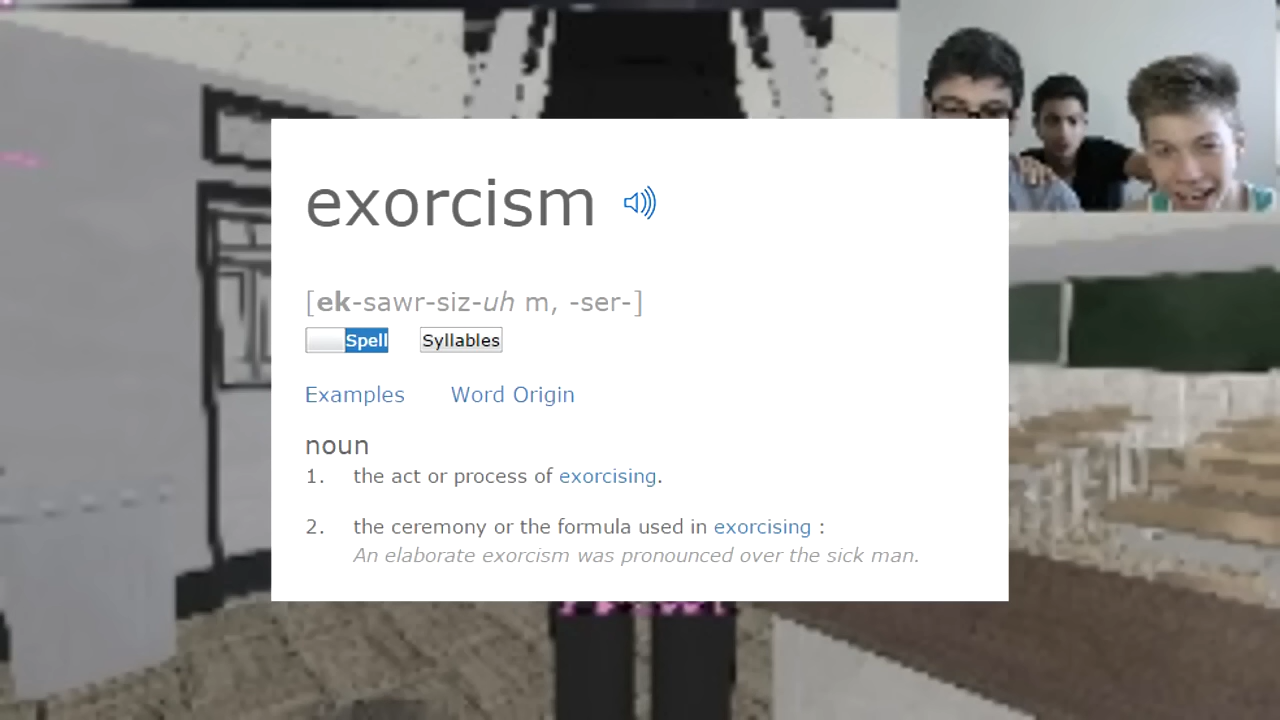 exorcism
[ek-sawr-siz-uh m, -ser-]
Spell Syllables
Examples Word Origin
noun
1. the act or process of exorcising.
2. the ceremony or the formula used in exorcising :
An elaborate exorcism was pronounced over the sick man.